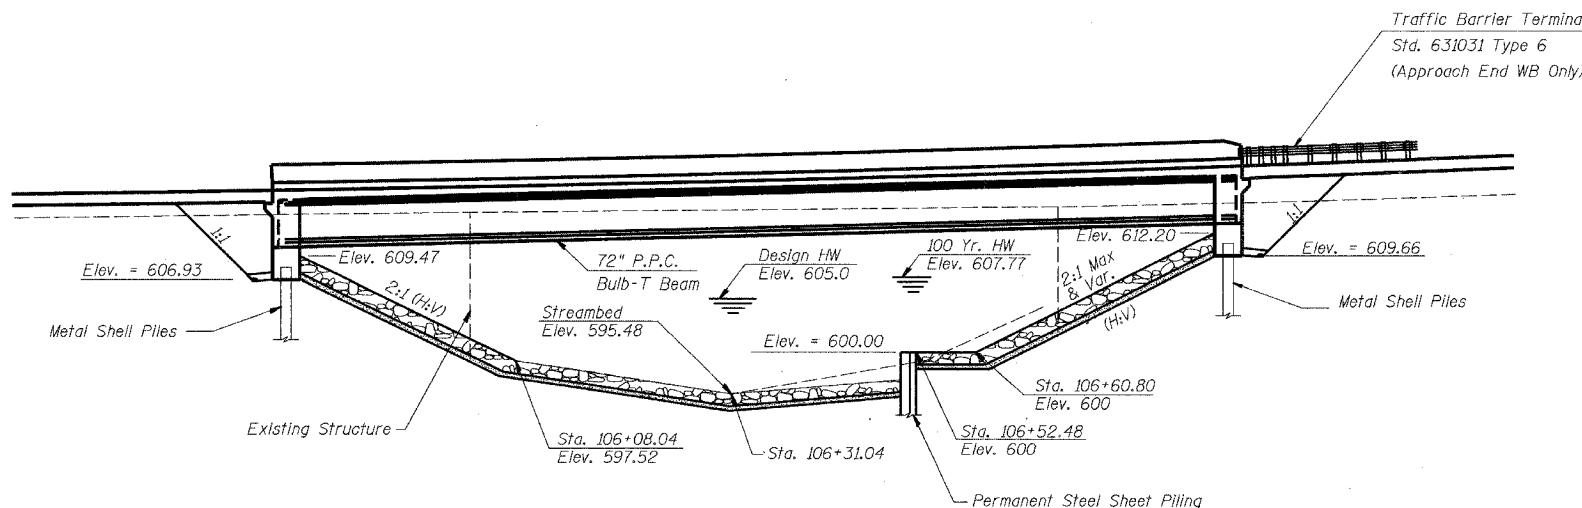 Traffic Barrier Termina
Std. 631031 Type 6
(Approach End WB Only)
1:1
1:1
Elev. 609.47
Elev. = 606.93
72" P.P.C.
Bulb-T Beam
Design HW
Elev. 605.0
100 Yr. HW
Elev. 607.77
Elev. 612.20
Elev. = 609.66
2:1 (H:V)
2:1 Max
& Var.
(H:V)
Metal Shell Piles
Metal Shell Piles
Streambed
Elev. 595.48
Elev. = 600.00
Existing Structure
Sta. 106+08.04
Elev. 597.52
Sta. 106+31.04
Sta. 106+52.48
Elev. 600
Sta. 106+60.80
Elev. 600
Permanent Steel Sheet Piling